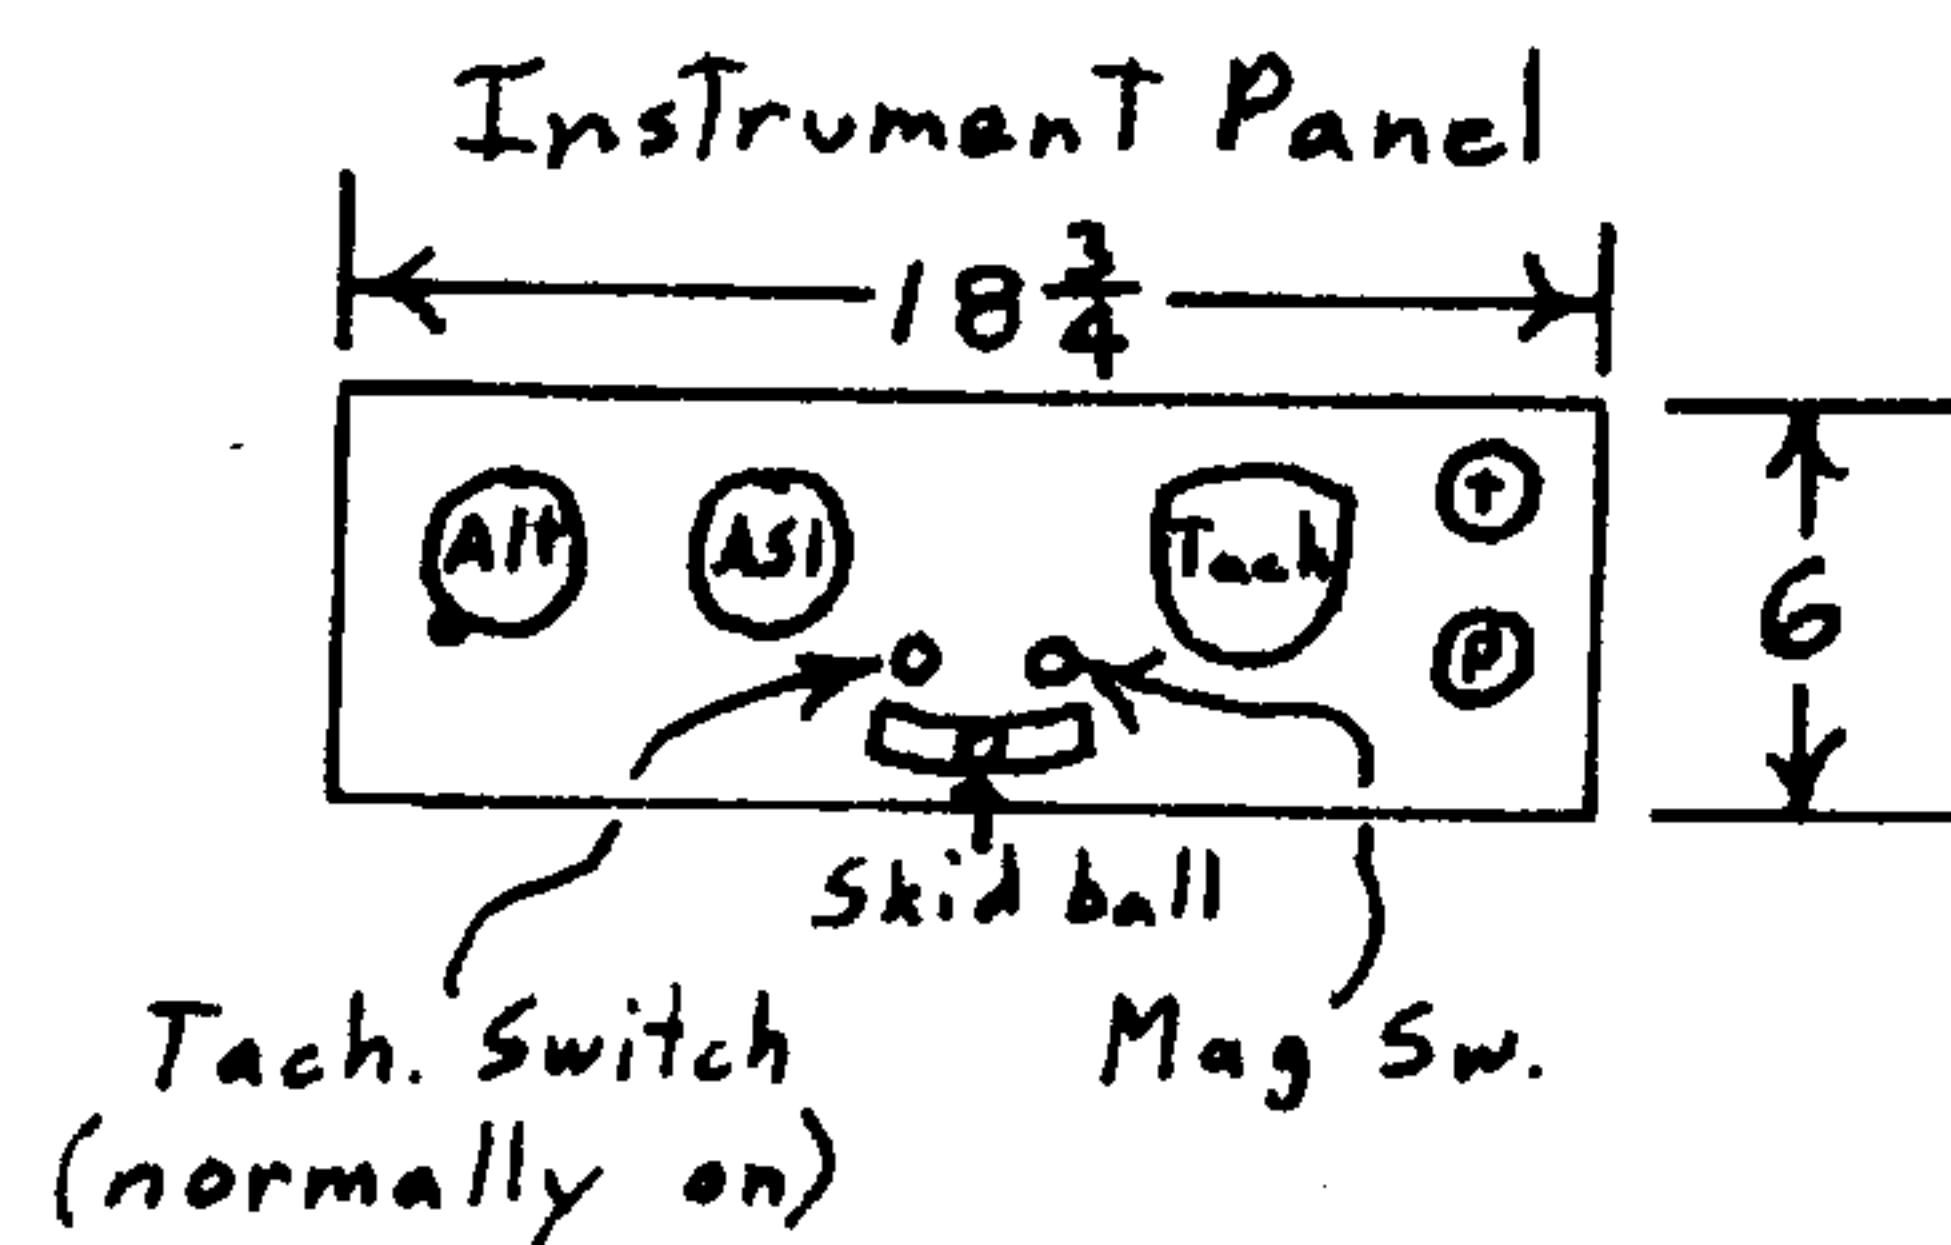 Instrument Panel
18 3/4
Alt ASI Tach t
6
p
Skid ball
Tach. Switch Mag Sw.
(normally on)